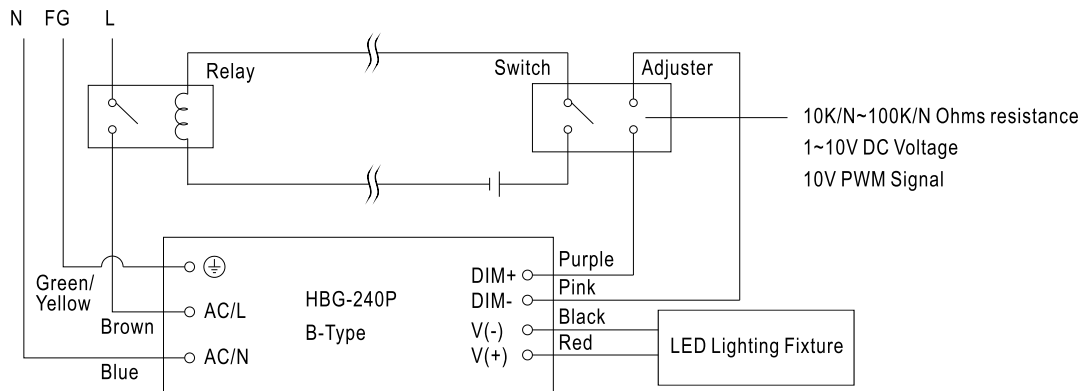 N FG L
Relay
Switch
Adjuster
10K/N~100K/N Ohms resistance
1~10V DC Voltage
10V PWM Signal
Green/
Yellow
Brown
Blue
AC/L
AC/N
HBG-240P
B-Type
DIM+
DIM-
V(-)
V(+)
Purple
Pink
Black
Red
LED Lighting Fixture